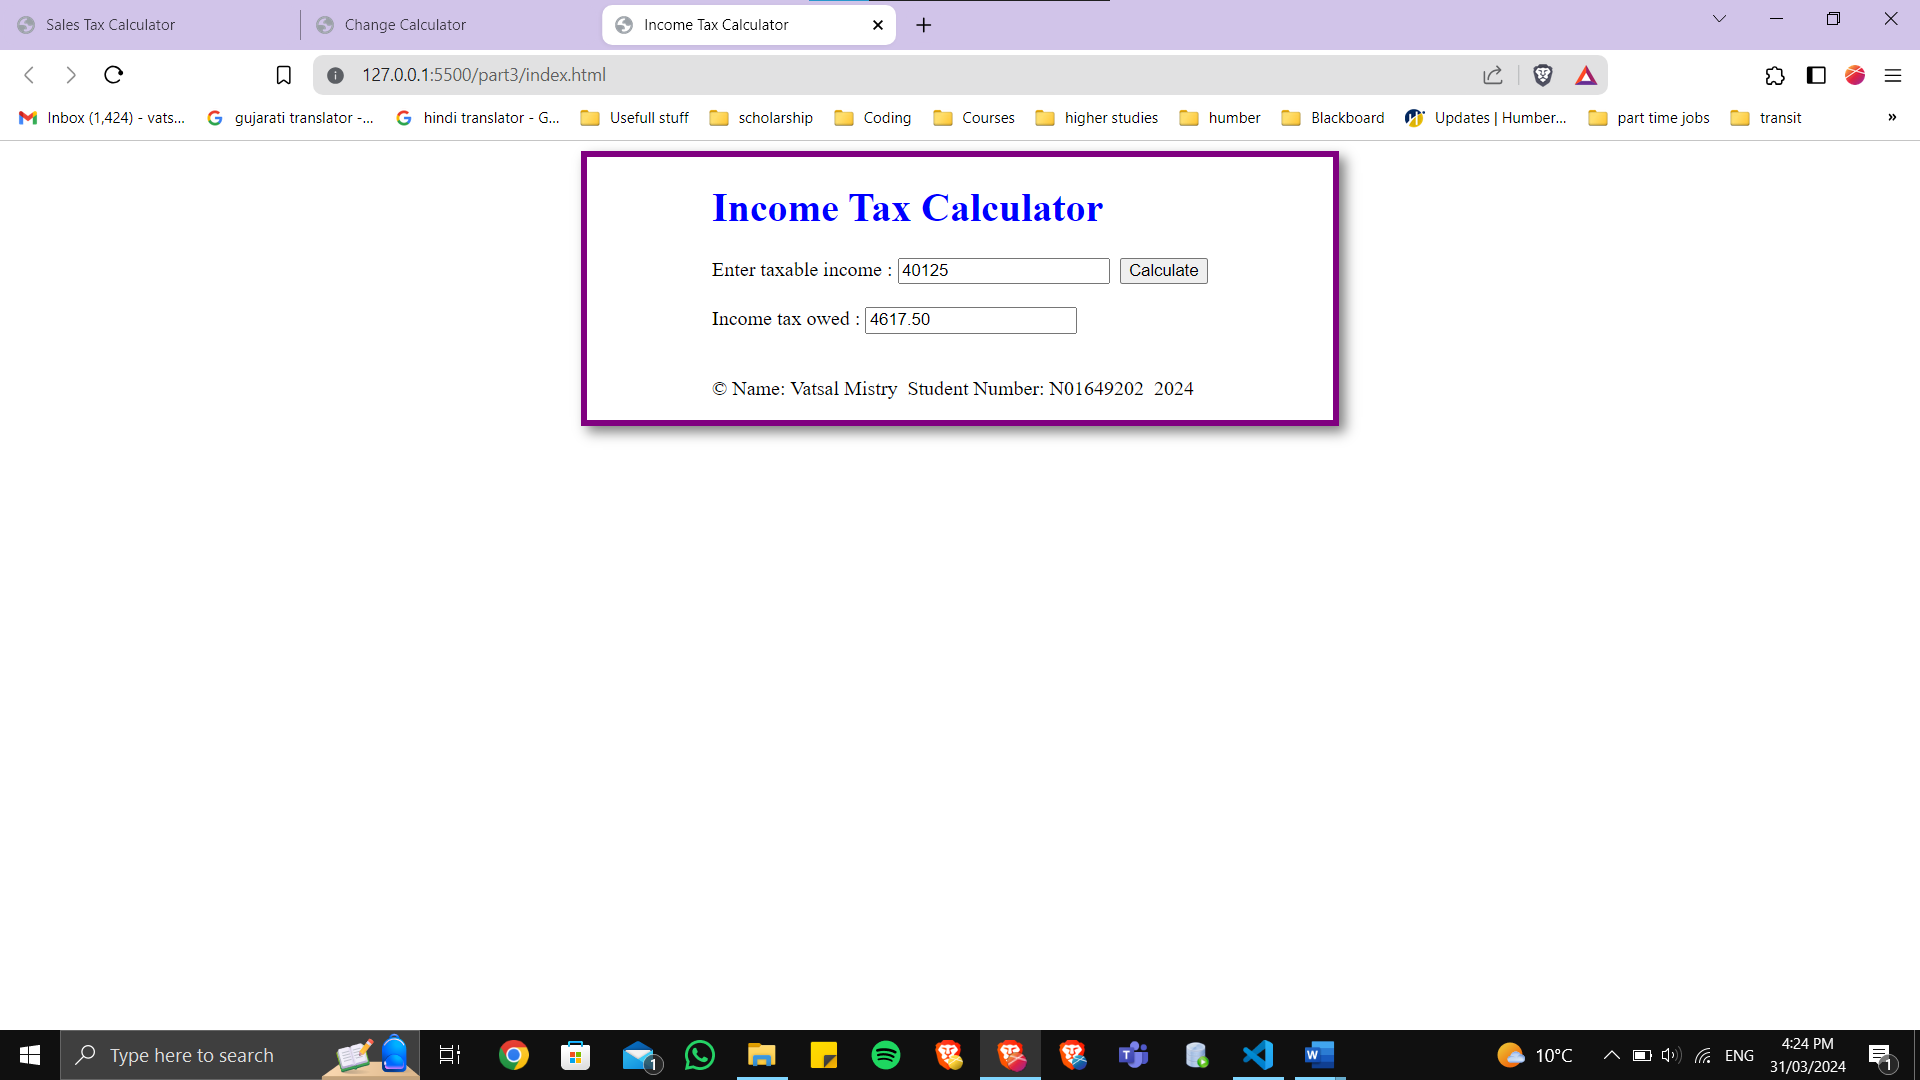 Sales Tax Calculator
Change Calculator
Income Tax Calculator
127.0.0.1:5500/part3/index.html
Inbox (1,424) - vats...
gujarati translator -...
hindi translator - G...
Usefull stuff
scholarship
Coding
Courses
higher studies
humber
Blackboard
Updates | Humber...
part time jobs
transit
»
Income Tax Calculator
Enter taxable income : 40125 Calculate
Income tax owed : 4617.50
© Name: Vatsal Mistry  Student Number: N01649202  2024
Type here to search
1
10°C
ENG
4:24 PM
31/03/2024
1